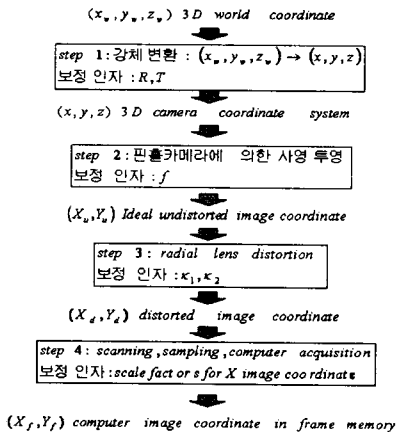 (x_w, y_w, z_w) 3D world coordinate
step 1: 강체 변환 : (x_w, y_w, z_w) → (x, y, z)
보정 인자 : R, T
(x, y, z) 3D camera coordinate system
step 2: 핀홀카메라에 의한 사영 투영
보정 인자 : f
(X_u, Y_u) Ideal undistorted image coordinate
step 3: radial lens distortion
보정 인자 : κ_1, κ_2
(X_d, Y_d) distorted image coordinate
step 4: scanning, sampling, computer acquisition
보정 인자 : scale fact or s for X image coordinate
(X_f, Y_f) computer image coordinate in frame memory